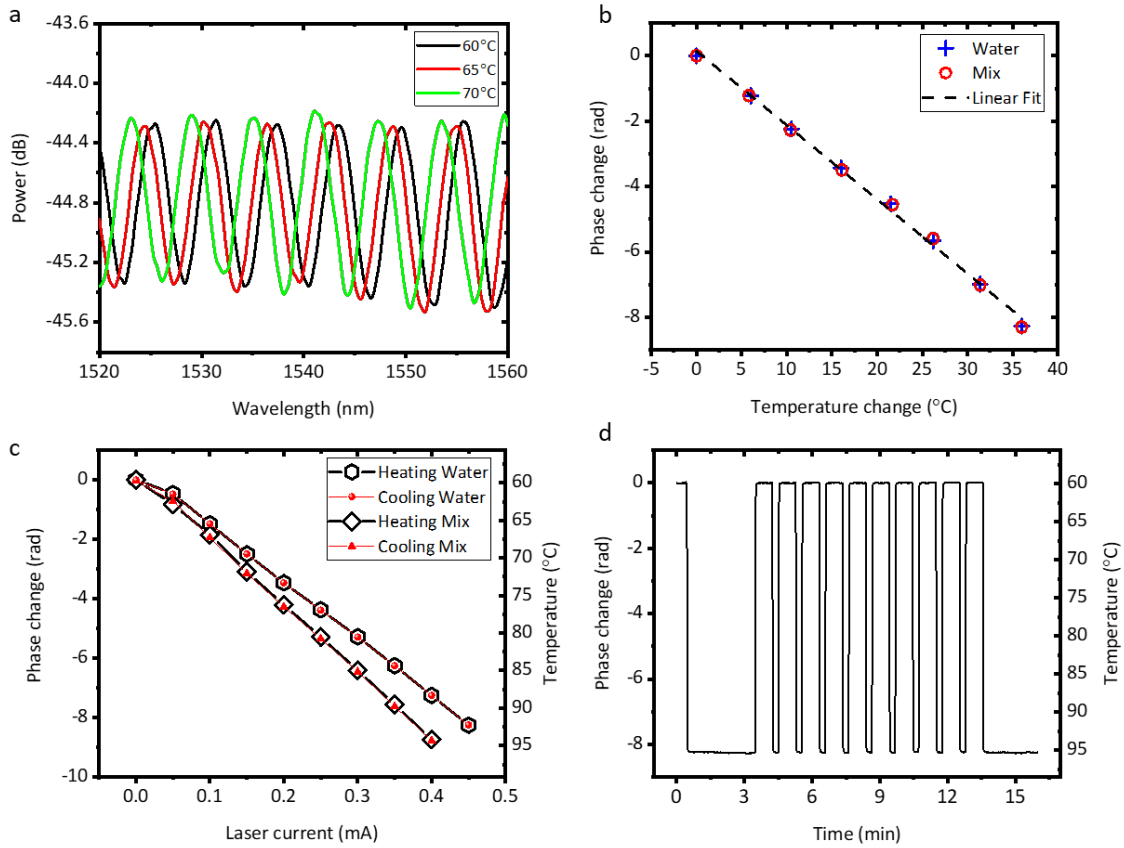 a
-43.6
-44.0
-44.4
-44.8
-45.2
-45.6
Power (dB)
60°C
65°C
70°C
1520
1530
1540
1550
1560
Wavelength (nm)
b
0
-2
-4
-6
-8
Phase change (rad)
Water
Mix
Linear Fit
-5
0
5
10
15
20
25
30
35
40
Temperature change (°C)
c
0
-2
-4
-6
-8
-10
Phase change (rad)
Heating Water
Cooling Water
Heating Mix
Cooling Mix
60
65
70
75
80
85
90
95
Temperature (°C)
0.0
0.1
0.2
0.3
0.4
0.5
Laser current (mA)
d
0
-2
-4
-6
-8
Phase change (rad)
60
65
70
75
80
85
90
95
Temperature (°C)
0
3
6
9
12
15
Time (min)